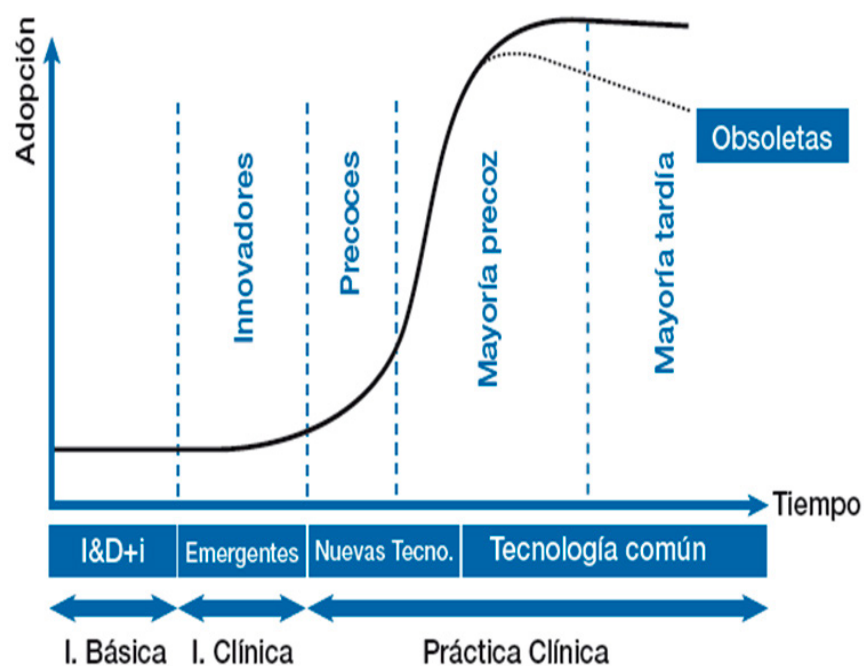 Adopción
Innovadores
Precoces
Mayoría precoz
Mayoría tardía
Obsoletas
Tiempo
I&D+i
Emergentes
Nuevas Tecno.
Tecnología común
I. Básica
I. Clínica
Práctica Clínica